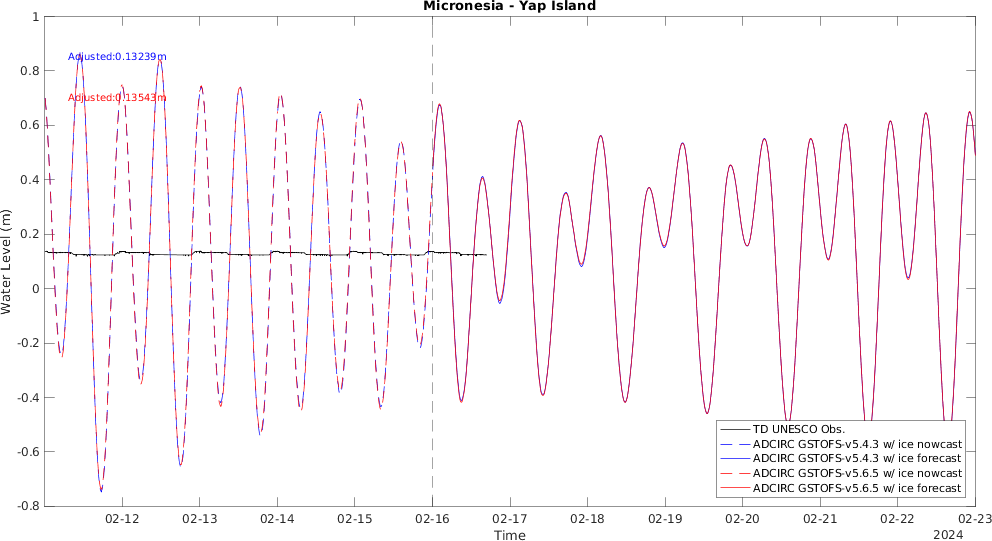 Micronesia - Yap Island
Adjusted:0.13239m
Adjusted:0.13543m
Water Level (m)
1
0.8
0.6
0.4
0.2
0
-0.2
-0.4
-0.6
-0.8
TD UNESCO Obs.
ADCIRC GSTOFS-v5.4.3 w/ ice nowcast
ADCIRC GSTOFS-v5.4.3 w/ ice forecast
ADCIRC GSTOFS-v5.6.5 w/ ice nowcast
ADCIRC GSTOFS-v5.6.5 w/ ice forecast
02-12 02-13 02-14 02-15 02-16 02-17 02-18 02-19 02-20 02-21 02-22 02-23
Time
2024